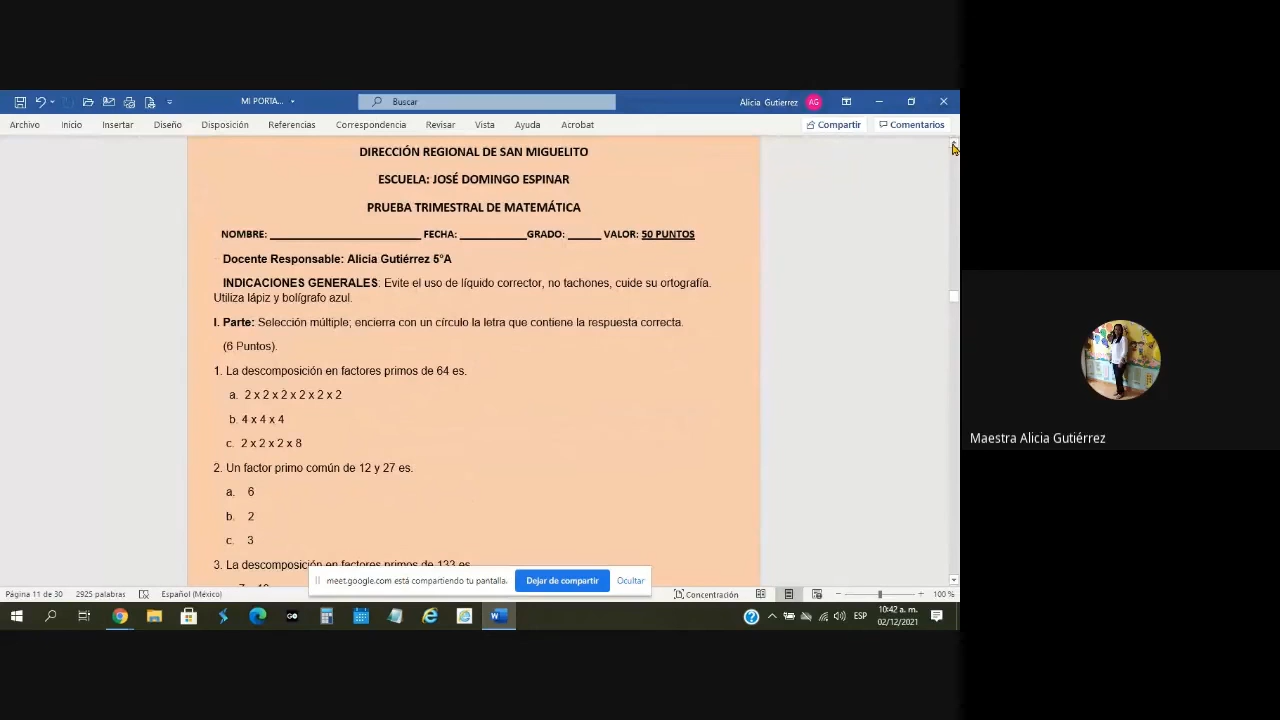 MI PORTA...
Buscar
Alicia Gutierrez AG
Archivo Inicio Insertar Diseño Disposición Referencias Correspondencia Revisar Vista Ayuda Acrobat Compartir Comentarios
DIRECCIÓN REGIONAL DE SAN MIGUELITO
ESCUELA: JOSÉ DOMINGO ESPINAR
PRUEBA TRIMESTRAL DE MATEMÁTICA
NOMBRE: ________________________ FECHA: ___________GRADO: ______ VALOR: 50 PUNTOS
Docente Responsable: Alicia Gutiérrez 5°A
INDICACIONES GENERALES: Evite el uso de líquido corrector, no tachones, cuide su ortografía.
Utiliza lápiz y bolígrafo azul.
I. Parte: Selección múltiple; encierra con un círculo la letra que contiene la respuesta correcta.
(6 Puntos).
1. La descomposición en factores primos de 64 es.
a. 2 x 2 x 2 x 2 x 2 x 2
b. 4 x 4 x 4
c. 2 x 2 x 2 x 8
2. Un factor primo común de 12 y 27 es.
a. 6
b. 2
c. 3
3. La descomposición en factores primos de 133 es.
meet.google.com está compartiendo tu pantalla. Dejar de compartir Ocultar
Página 11 de 30 2925 palabras Español (México) Concentración 100 %
ESP
10:42 a. m.
02/12/2021
Maestra Alicia Gutiérrez